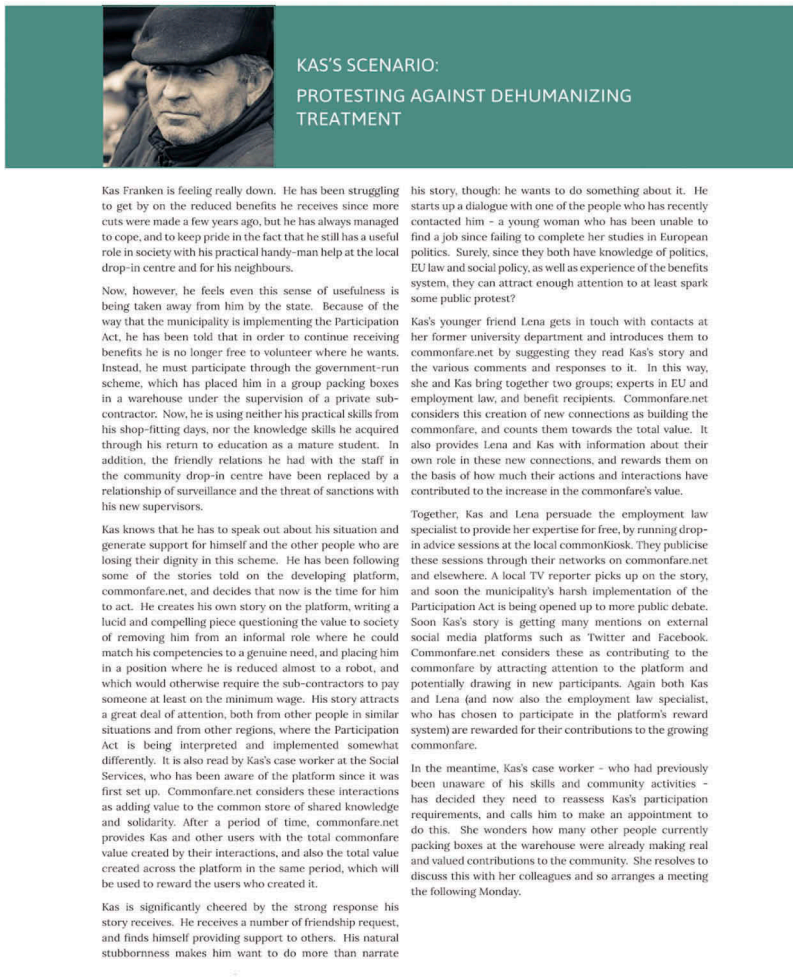 KAS'S SCENARIO:
PROTESTING AGAINST DEHUMANIZING
TREATMENT
Kas Franken is feeling really down. He has been struggling
to get by on the reduced benefits he receives since more
cuts were made a few years ago, but he has always managed
to cope, and to keep pride in the fact that he still has a useful
role in society with his practical handy-man help at the local
drop-in centre and for his neighbours.
Now, however, he feels even this sense of usefulness is
being taken away from him by the state. Because of the
way that the municipality is implementing the Participation
Act, he has been told that in order to continue receiving
benefits he is no longer free to volunteer where he wants.
Instead, he must participate through the government-run
scheme, which has placed him in a group packing boxes
in a warehouse under the supervision of a private sub-
contractor. Now, he is using neither his practical skills from
his shop-fitting days, nor the knowledge skills he acquired
through his return to education as a mature student. In
addition, the friendly relations he had with the staff in
the community drop-in centre have been replaced by a
relationship of surveillance and the threat of sanctions with
his new supervisors.
Kas knows that he has to speak out about his situation and
generate support for himself and the other people who are
losing their dignity in this scheme. He has been following
some of the stories told on the developing platform,
commonfare.net, and decides that now is the time for him
to act. He creates his own story on the platform, writing a
lucid and compelling piece questioning the value to society
of removing him from an informal role where he could
match his competencies to a genuine need, and placing him
in a position where he is reduced almost to a robot, and
which would otherwise require the sub-contractors to pay
someone at least on the minimum wage. His story attracts
a great deal of attention, both from other people in similar
situations and from other regions, where the Participation
Act is being interpreted and implemented somewhat
differently. It is also read by Kas's case worker at the Social
Services, who has been aware of the platform since it was
first set up. Commonfare.net considers these interactions
as adding value to the common store of shared knowledge
and solidarity. After a period of time, commonfare.net
provides Kas and other users with the total commonfare
value created by their interactions, and also the total value
created across the platform in the same period, which will
be used to reward the users who created it.
Kas is significantly cheered by the strong response his
story receives. He receives a number of friendship request,
and finds himself providing support to others. His natural
stubbornness makes him want to do more than narrate
his story, though: he wants to do something about it. He
starts up a dialogue with one of the people who has recently
contacted him - a young woman who has been unable to
find a job since failing to complete her studies in European
politics. Surely, since they both have knowledge of politics,
EU law and social policy, as well as experience of the benefits
system, they can attract enough attention to at least spark
some public protest?
Kas's younger friend Lena gets in touch with contacts at
her former university department and introduces them to
commonfare.net by suggesting they read Kas's story and
the various comments and responses to it. In this way,
she and Kas bring together two groups; experts in EU and
employment law, and benefit recipients. Commonfare.net
considers this creation of new connections as building the
commonfare, and counts them towards the total value. It
also provides Lena and Kas with information about their
own role in these new connections, and rewards them on
the basis of how much their actions and interactions have
contributed to the increase in the commonfare's value.
Together, Kas and Lena persuade the employment law
specialist to provide her expertise for free, by running drop-
in advice sessions at the local commonKiosk. They publicise
these sessions through their networks on commonfare.net
and elsewhere. A local TV reporter picks up on the story,
and soon the municipality's harsh implementation of the
Participation Act is being opened up to more public debate.
Soon Kas's story is getting many mentions on external
social media platforms such as Twitter and Facebook.
Commonfare.net considers these as contributing to the
commonfare by attracting attention to the platform and
potentially drawing in new participants. Again both Kas
and Lena (and now also the employment law specialist,
who has chosen to participate in the platform's reward
system) are rewarded for their contributions to the growing
commonfare.
In the meantime, Kas's case worker - who had previously
been unaware of his skills and community activities -
has decided they need to reassess Kas's participation
requirements, and calls him to make an appointment to
do this. She wonders how many other people currently
packing boxes at the warehouse were already making real
and valued contributions to the community. She resolves to
discuss this with her colleagues and so arranges a meeting
the following Monday.